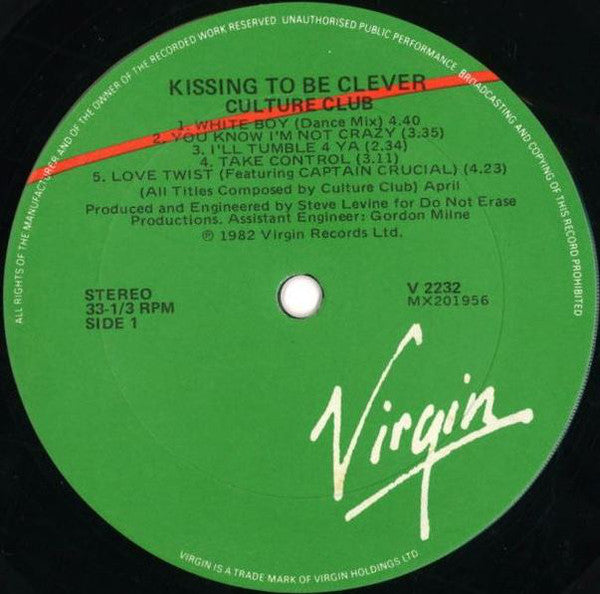 ALL RIGHTS OF THE MANUFACTURER AND OF THE OWNER OF THE RECORDED WORK RESERVED UNAUTHORISED PUBLIC PERFORMANCE BROADCASTING AND COPYING OF THIS RECORD PROHIBITED
KISSING TO BE CLEVER
CULTURE CLUB
1. WHITE BOY (Dance Mix) 4.40
2. YOU KNOW I'M NOT CRAZY (3.35)
3. I'LL TUMBLE 4 YA (2.34)
4. TAKE CONTROL (3.11)
5. LOVE TWIST (Featuring CAPTAIN CRUCIAL) (4.23)
(All Titles Composed by Culture Club) April
Produced and Engineered by Steve Levine for Do Not Erase
Productions. Assistant Engineer: Gordon Milne
℗ 1982 Virgin Records Ltd.
STEREO
33-1/3 RPM
SIDE 1
V 2232
MX201956
Virgin
VIRGIN IS A TRADE MARK OF VIRGIN HOLDINGS LTD